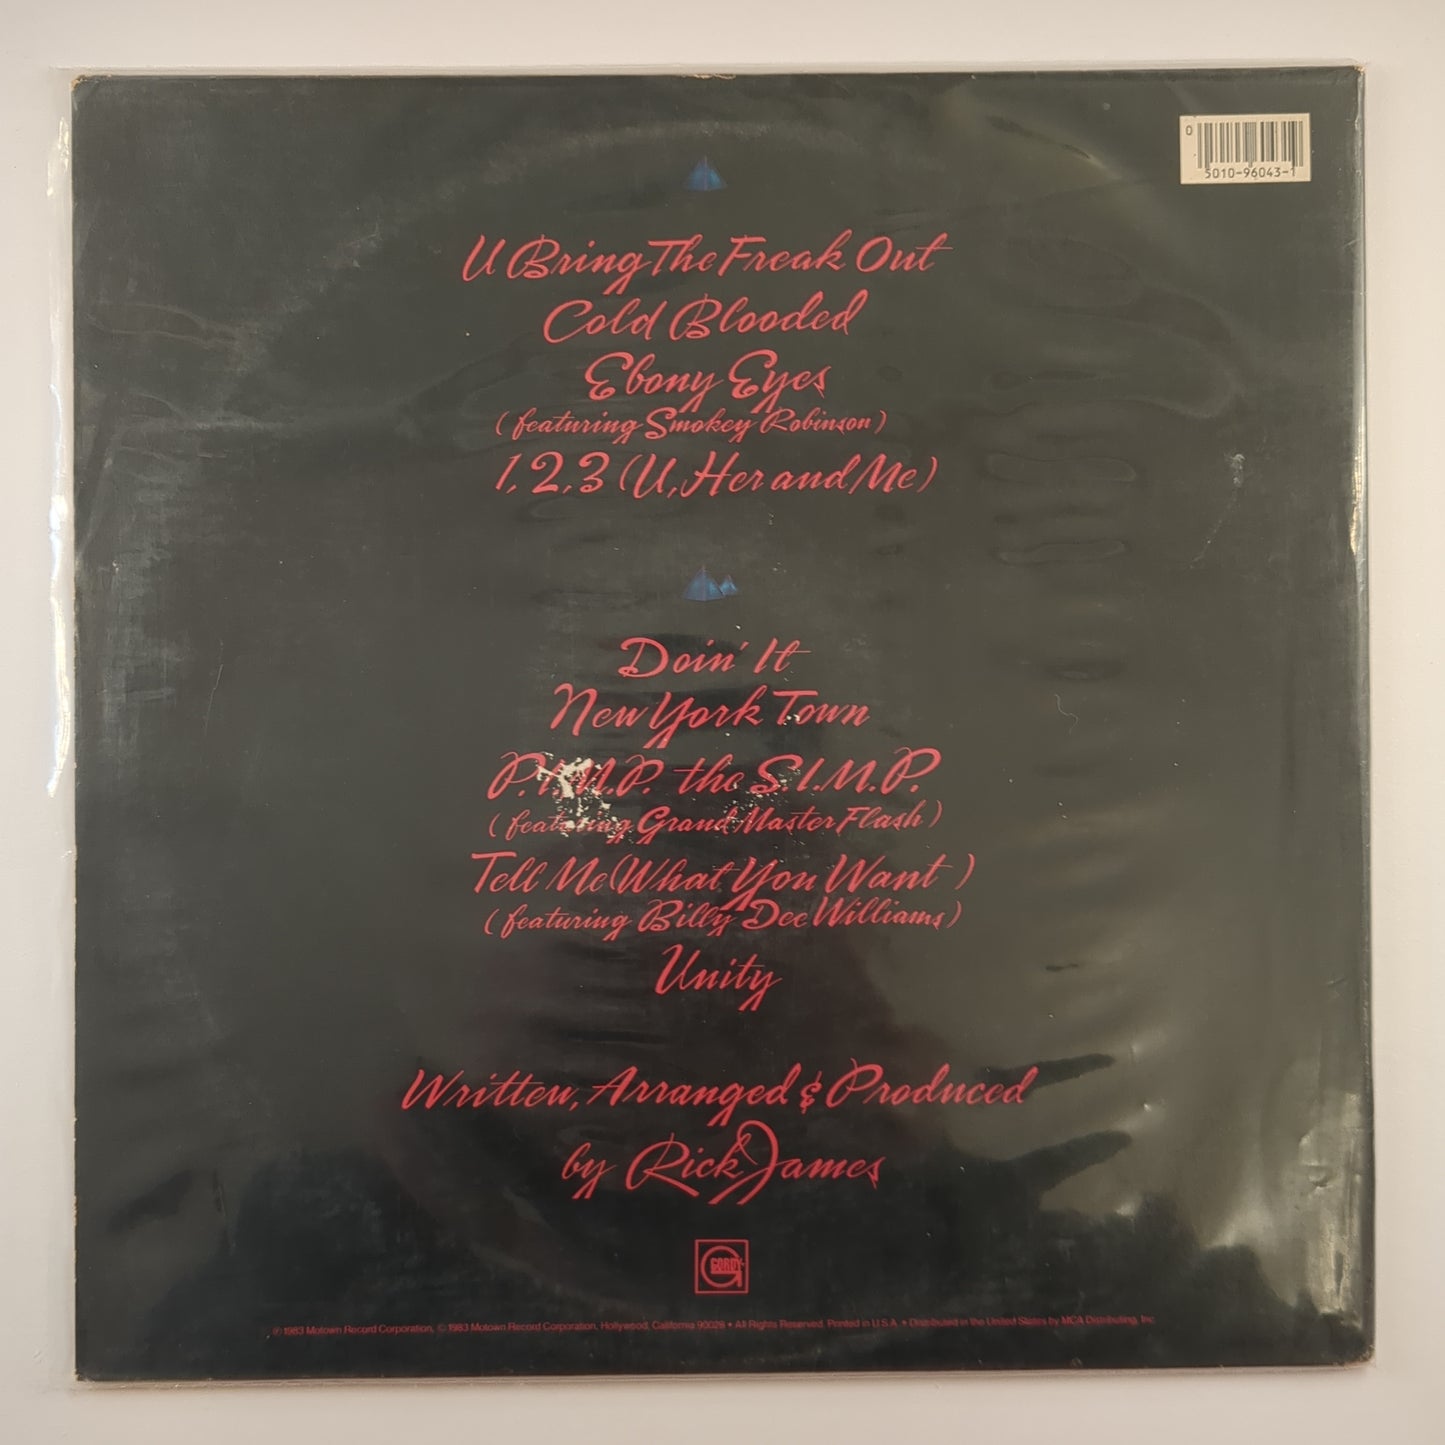 0
5010-96043-1
U Bring The Freak Out
Cold Blooded
Ebony Eyes
(featuring Smokey Robinson)
1,2,3 (U, Her and Me)
Doin' It
New York Town
P.I.M.P. the S.I.M.P.
(featuring Grand Master Flash)
Tell Me (What You Want)
(featuring Billy Dee Williams)
Unity
Written, Arranged & Produced
by Rick James
GORDY
℗ 1983 Motown Record Corporation, © 1983 Motown Record Corporation, Hollywood, California 90028 • All Rights Reserved. Printed in U.S.A. • Distributed in the United States by MCA Distributing, Inc.